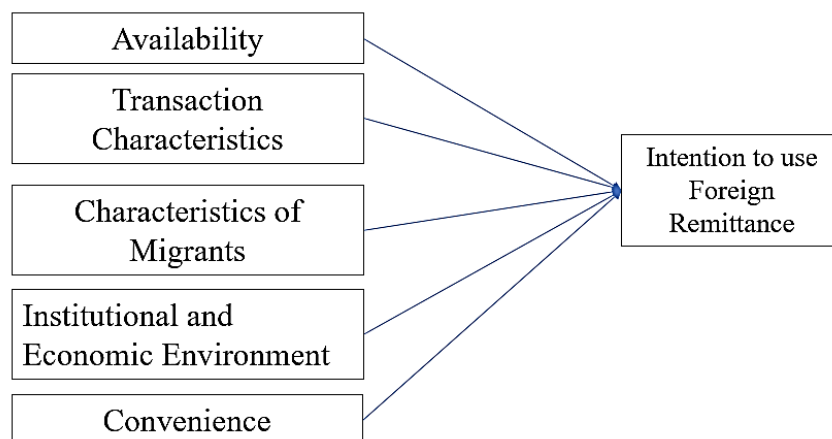 Availability
Transaction
Characteristics
Characteristics of
Migrants
Institutional and
Economic Environment
Convenience
Intention to use
Foreign
Remittance